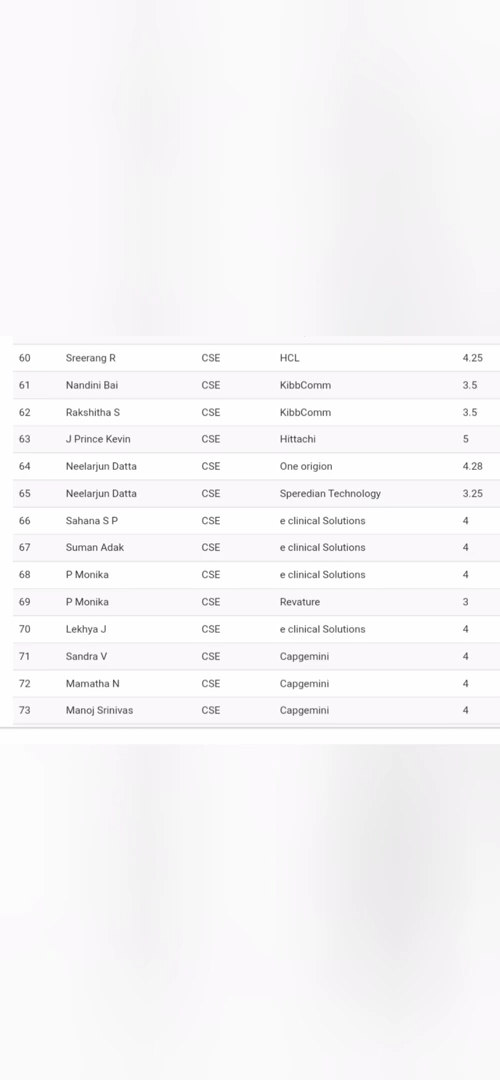 60 Sreerang R CSE HCL 4.25
61 Nandini Bai CSE KibbComm 3.5
62 Rakshitha S CSE KibbComm 3.5
63 J Prince Kevin CSE Hittachi 5
64 Neelarjun Datta CSE One origion 4.28
65 Neelarjun Datta CSE Speredian Technology 3.25
66 Sahana S P CSE e clinical Solutions 4
67 Suman Adak CSE e clinical Solutions 4
68 P Monika CSE e clinical Solutions 4
69 P Monika CSE Revature 3
70 Lekhya J CSE e clinical Solutions 4
71 Sandra V CSE Capgemini 4
72 Mamatha N CSE Capgemini 4
73 Manoj Srinivas CSE Capgemini 4